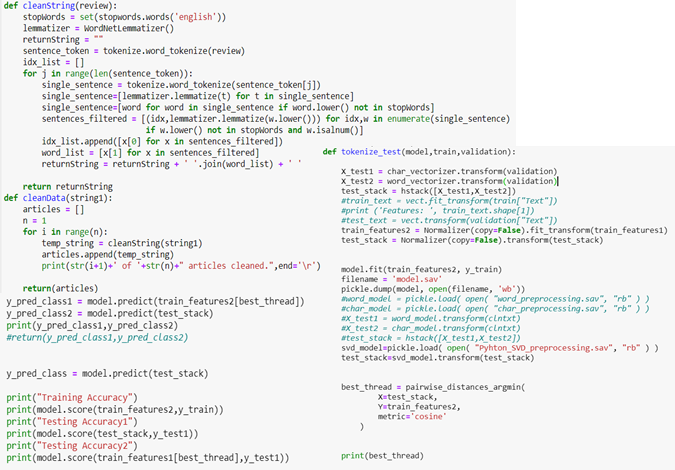 def cleanString(review):
    stopWords = set(stopwords.words('english'))
    lemmatizer = WordNetLemmatizer()
    returnString = ""
    sentence_token = tokenize.word_tokenize(review)
    idx_list = []
    for j in range(len(sentence_token)):
        single_sentence = tokenize.word_tokenize(sentence_token[j])
        single_sentence=[lemmatizer.lemmatize(t) for t in single_sentence]
        single_sentence=[word for word in single_sentence if word.lower() not in stopWords]
        sentences_filtered = [(idx,lemmatizer.lemmatize(w.lower())) for idx,w in enumerate(single_sentence)
                              if w.lower() not in stopWords and w.isalnum()]
        idx_list.append([x[0] for x in sentences_filtered])
        word_list = [x[1] for x in sentences_filtered]
        returnString = returnString + ' '.join(word_list) + ' '

    return returnString
def cleanData(string1):
    articles = []
    n = 1
    for i in range(n):
        temp_string = cleanString(string1)
        articles.append(temp_string)
        print(str(i+1)+' of '+str(n)+" articles cleaned.",end='\r')

    return(articles)
y_pred_class1 = model.predict(train_features2[best_thread])
y_pred_class2 = model.predict(test_stack)
print(y_pred_class1,y_pred_class2)
#return(y_pred_class1,y_pred_class2)

y_pred_class = model.predict(test_stack)

print("Training Accuracy")
print(model.score(train_features2,y_train))
print("Testing Accuracy1")
print(model.score(test_stack,y_test1))
print("Testing Accuracy2")
print(model.score(train_features1[best_thread],y_test1))
def tokenize_test(model,train,validation):

    X_test1 = char_vectorizer.transform(validation)
    X_test2 = word_vectorizer.transform(validation)
    test_stack = hstack([X_test1,X_test2])
    #train_text = vect.fit_transform(train["Text"])
    #print ('Features: ', train_text.shape[1])
    #test_text = vect.transform(validation["Text"])
    train_features2 = Normalizer(copy=False).fit_transform(train_features1)
    test_stack = Normalizer(copy=False).transform(test_stack)

    model.fit(train_features2, y_train)
    filename = 'model.sav'
    pickle.dump(model, open(filename, 'wb'))
    #word_model = pickle.load( open( "word_preprocessing.sav", "rb" ) )
    #char_model = pickle.load( open( "char_preprocessing.sav", "rb" ) )
    #X_test1 = word_model.transform(clntxt)
    #X_test2 = char_model.transform(clntxt)
    #test_stack = hstack([X_test1,X_test2])
    svd_model=pickle.load( open( "Pyhton_SVD_preprocessing.sav", "rb" ) )
    test_stack=svd_model.transform(test_stack)

    best_thread = pairwise_distances_argmin(
            X=test_stack,
            Y=train_features2,
            metric='cosine'
        )

    print(best_thread)